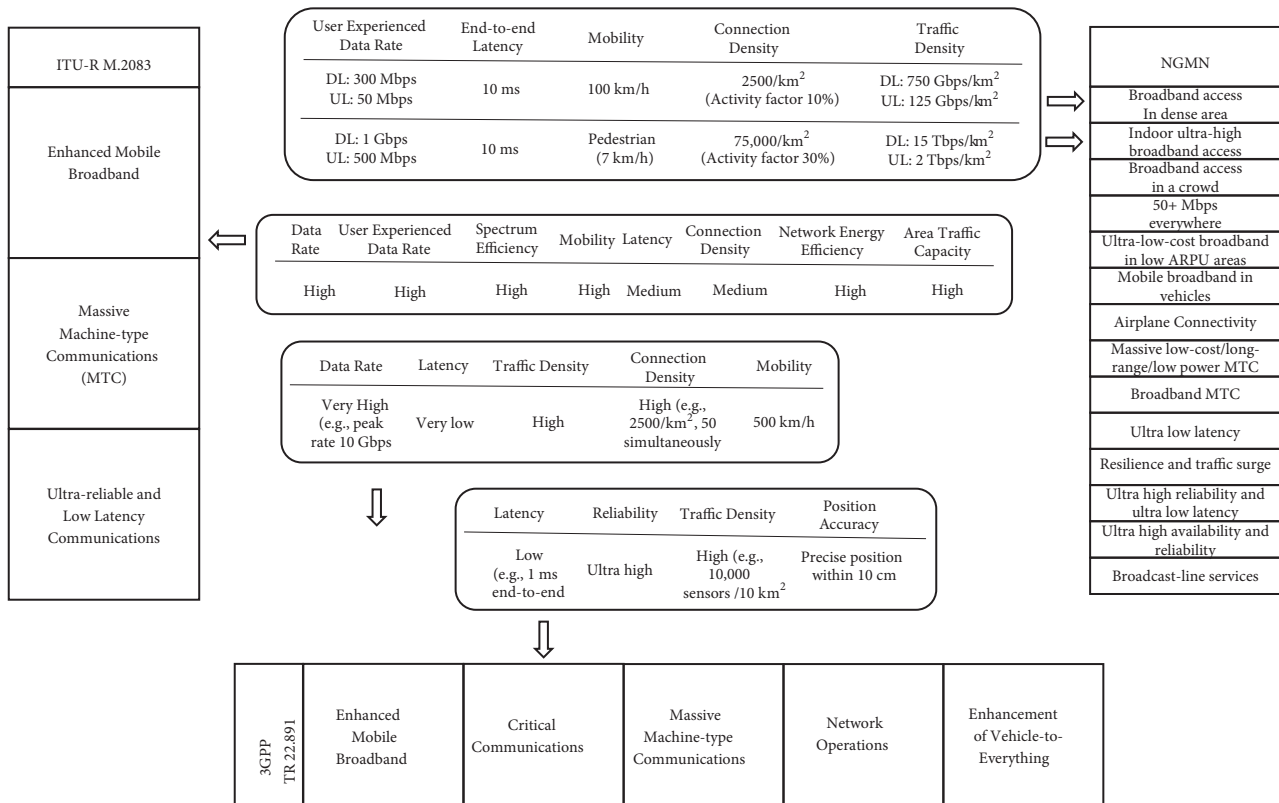 ITU-R M.2083
Enhanced Mobile
Broadband
Massive
Machine-type
Communications
(MTC)
Ultra-reliable and
Low Latency
Communications
User Experienced
Data Rate
End-to-end
Latency
Mobility
Connection
Density
Traffic
Density
DL: 300 Mbps
UL: 50 Mbps
10 ms
100 km/h
2500/km²
(Activity factor 10%)
DL: 750 Gbps/km²
UL: 125 Gbps/km²
DL: 1 Gbps
UL: 500 Mbps
10 ms
Pedestrian
(7 km/h)
75,000/km²
(Activity factor 30%)
DL: 15 Tbps/km²
UL: 2 Tbps/km²
Data
Rate
User Experienced
Data Rate
Spectrum
Efficiency
Mobility
Latency
Connection
Density
Network Energy
Efficiency
Area Traffic
Capacity
High
High
High
High
Medium
Medium
High
High
Data Rate
Latency
Traffic Density
Connection
Density
Mobility
Very High
(e.g., peak
rate 10 Gbps
Very low
High
High (e.g.,
2500/km², 50
simultaneously
500 km/h
Latency
Reliability
Traffic Density
Position
Accuracy
Low
(e.g., 1 ms
end-to-end
Ultra high
High (e.g.,
10,000
sensors /10 km²
Precise position
within 10 cm
NGMN
Broadband access
In dense area
Indoor ultra-high
broadband access
Broadband access
in a crowd
50+ Mbps
everywhere
Ultra-low-cost broadband
in low ARPU areas
Mobile broadband in
vehicles
Airplane Connectivity
Massive low-cost/long-
range/low power MTC
Broadband MTC
Ultra low latency
Resilience and traffic surge
Ultra high reliability and
ultra low latency
Ultra high availability and
reliability
Broadcast-line services
3GPP
TR 22.891
Enhanced
Mobile
Broadband
Critical
Communications
Massive
Machine-type
Communications
Network
Operations
Enhancement
of Vehicle-to-
Everything